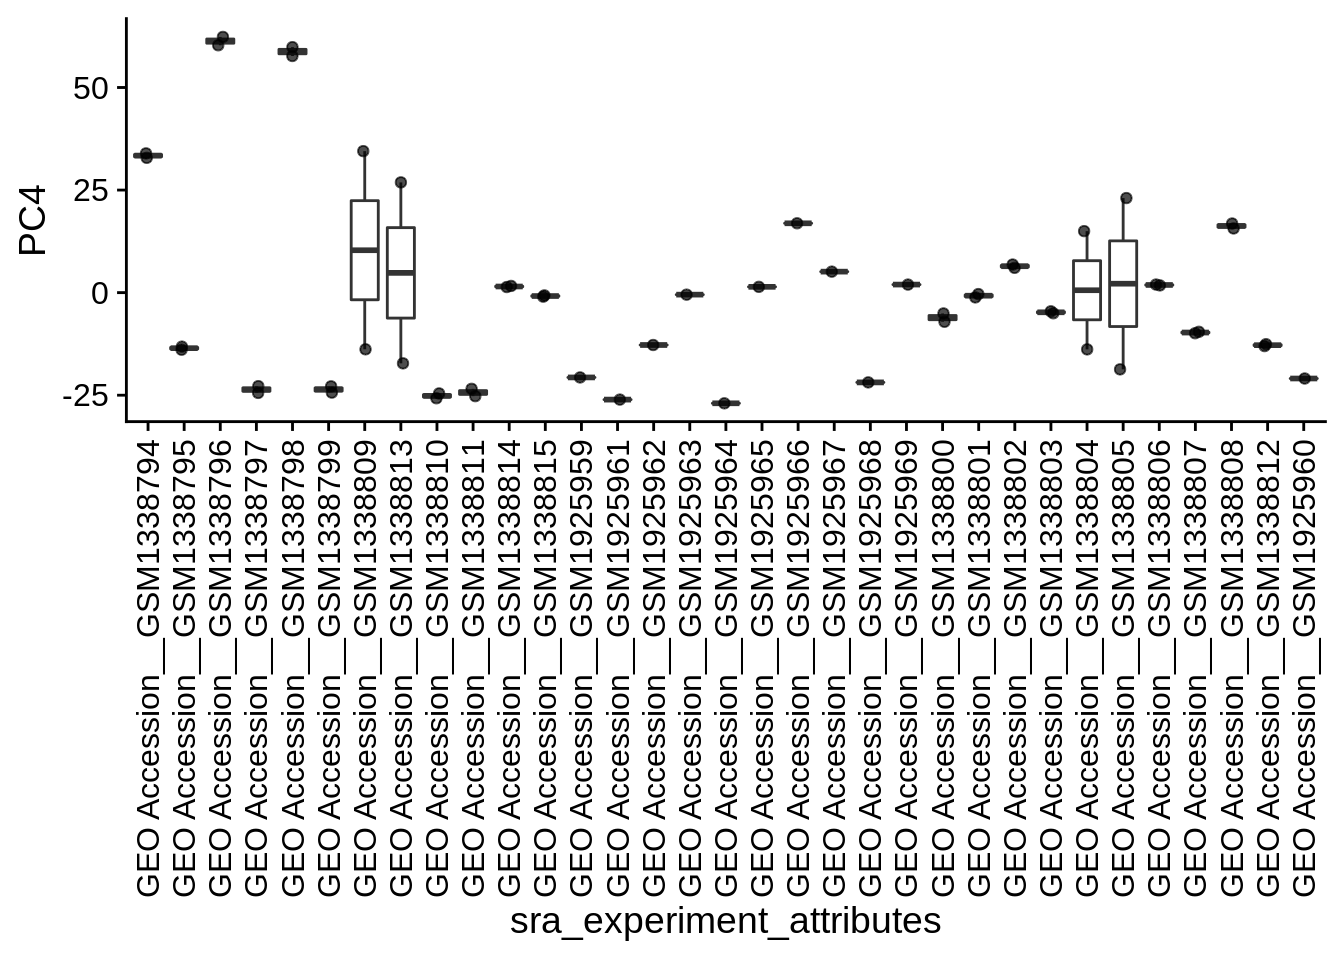 PC4
50
25
0
-25
GEO Accession__GSM1338794
GEO Accession__GSM1338795
GEO Accession__GSM1338796
GEO Accession__GSM1338797
GEO Accession__GSM1338798
GEO Accession__GSM1338799
GEO Accession__GSM1338809
GEO Accession__GSM1338813
GEO Accession__GSM1338810
GEO Accession__GSM1338811
GEO Accession__GSM1338814
GEO Accession__GSM1338815
GEO Accession__GSM1925959
GEO Accession__GSM1925961
GEO Accession__GSM1925962
GEO Accession__GSM1925963
GEO Accession__GSM1925964
GEO Accession__GSM1925965
GEO Accession__GSM1925966
GEO Accession__GSM1925967
GEO Accession__GSM1925968
GEO Accession__GSM1925969
GEO Accession__GSM1338800
GEO Accession__GSM1338801
GEO Accession__GSM1338802
GEO Accession__GSM1338803
GEO Accession__GSM1338804
GEO Accession__GSM1338805
GEO Accession__GSM1338806
GEO Accession__GSM1338807
GEO Accession__GSM1338808
GEO Accession__GSM1338812
GEO Accession__GSM1925960
sra_experiment_attributes